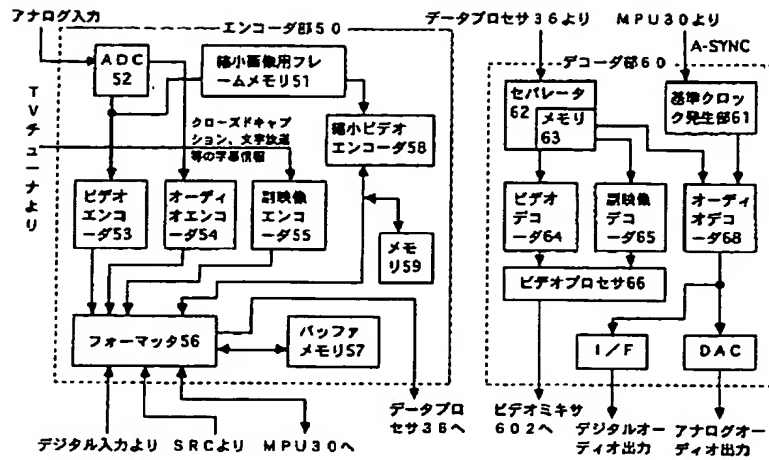 アナログ入力
エンコーダ部50
ADC
52
縮小画像用フレ
ームメモリ51
TVチューナより
クローズドキャプ
ション、文字放送
等の字幕情報
縮小ビデオ
エンコーダ58
ビデオ
エンコ
ーダ53
オーディ
オエンコ
ーダ54
副映像
エンコ
ーダ55
メモ
リ59
フォーマッタ56
バッファ
メモリ57
デジタル入力より
SRCより
MPU30へ
データプロ
セサ36へ
データプロセサ36より
MPU30より
A-SYNC
デコーダ部60
セパレータ
62
メモリ
63
基準クロッ
ク発生部61
ビデオ
デコ
ーダ64
副映像
デコ
ーダ65
オーデ
ィオデコ
ーダ68
ビデオプロセサ66
I/F
DAC
ビデオミキサ
602へ
デジタルオー
ディオ出力
アナログオー
ディオ出力